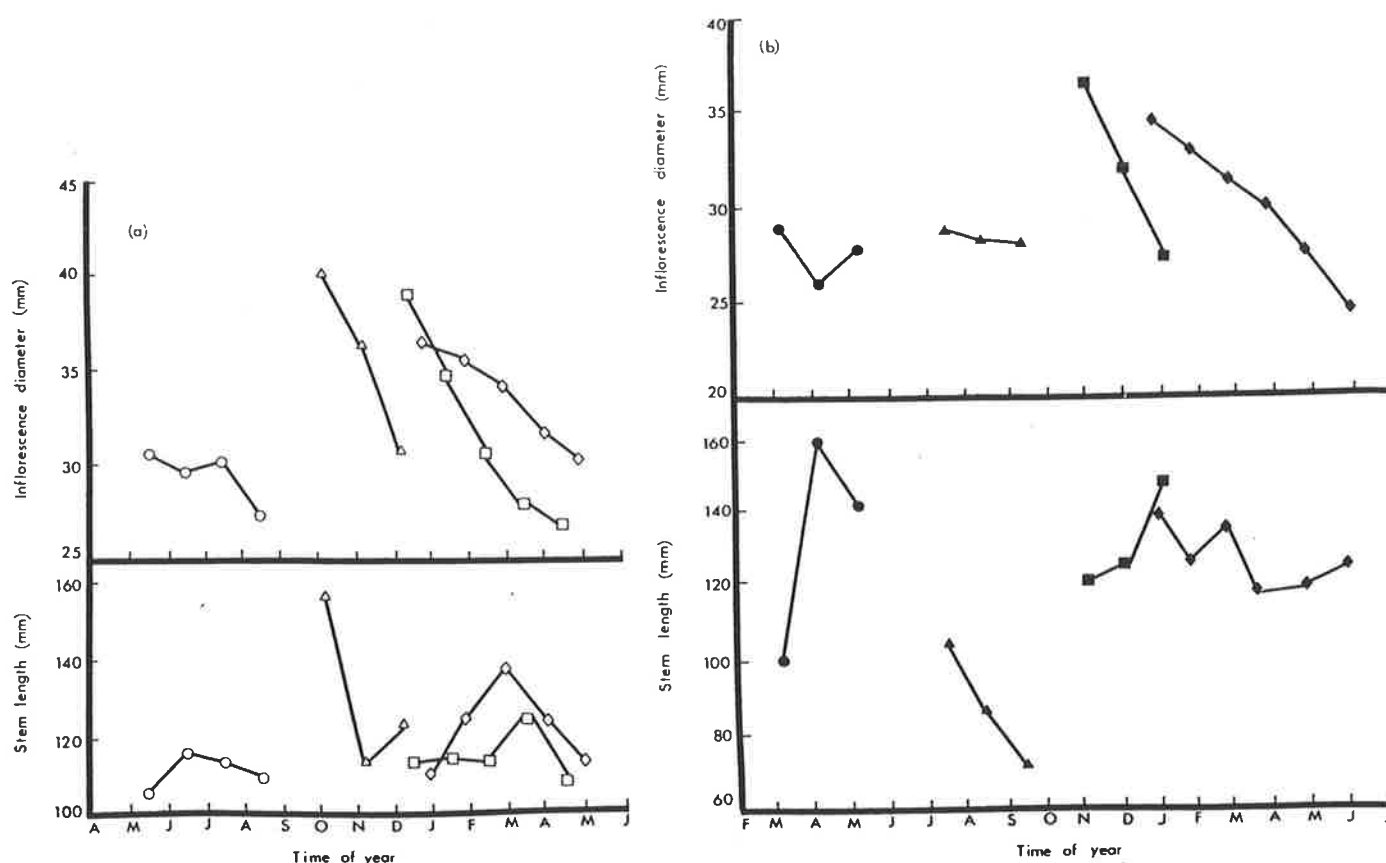 (a)
Inflorescence diameter (mm)
45
40
35
30
25
Stem length (mm)
160
140
120
100
A M J J A S O N D J F M A M J
Time of year
(b)
Inflorescence diameter (mm)
40
35
30
25
20
Stem length (mm)
160
140
120
100
80
60
F M A M J J A S O N D J F M A M J
Time of year